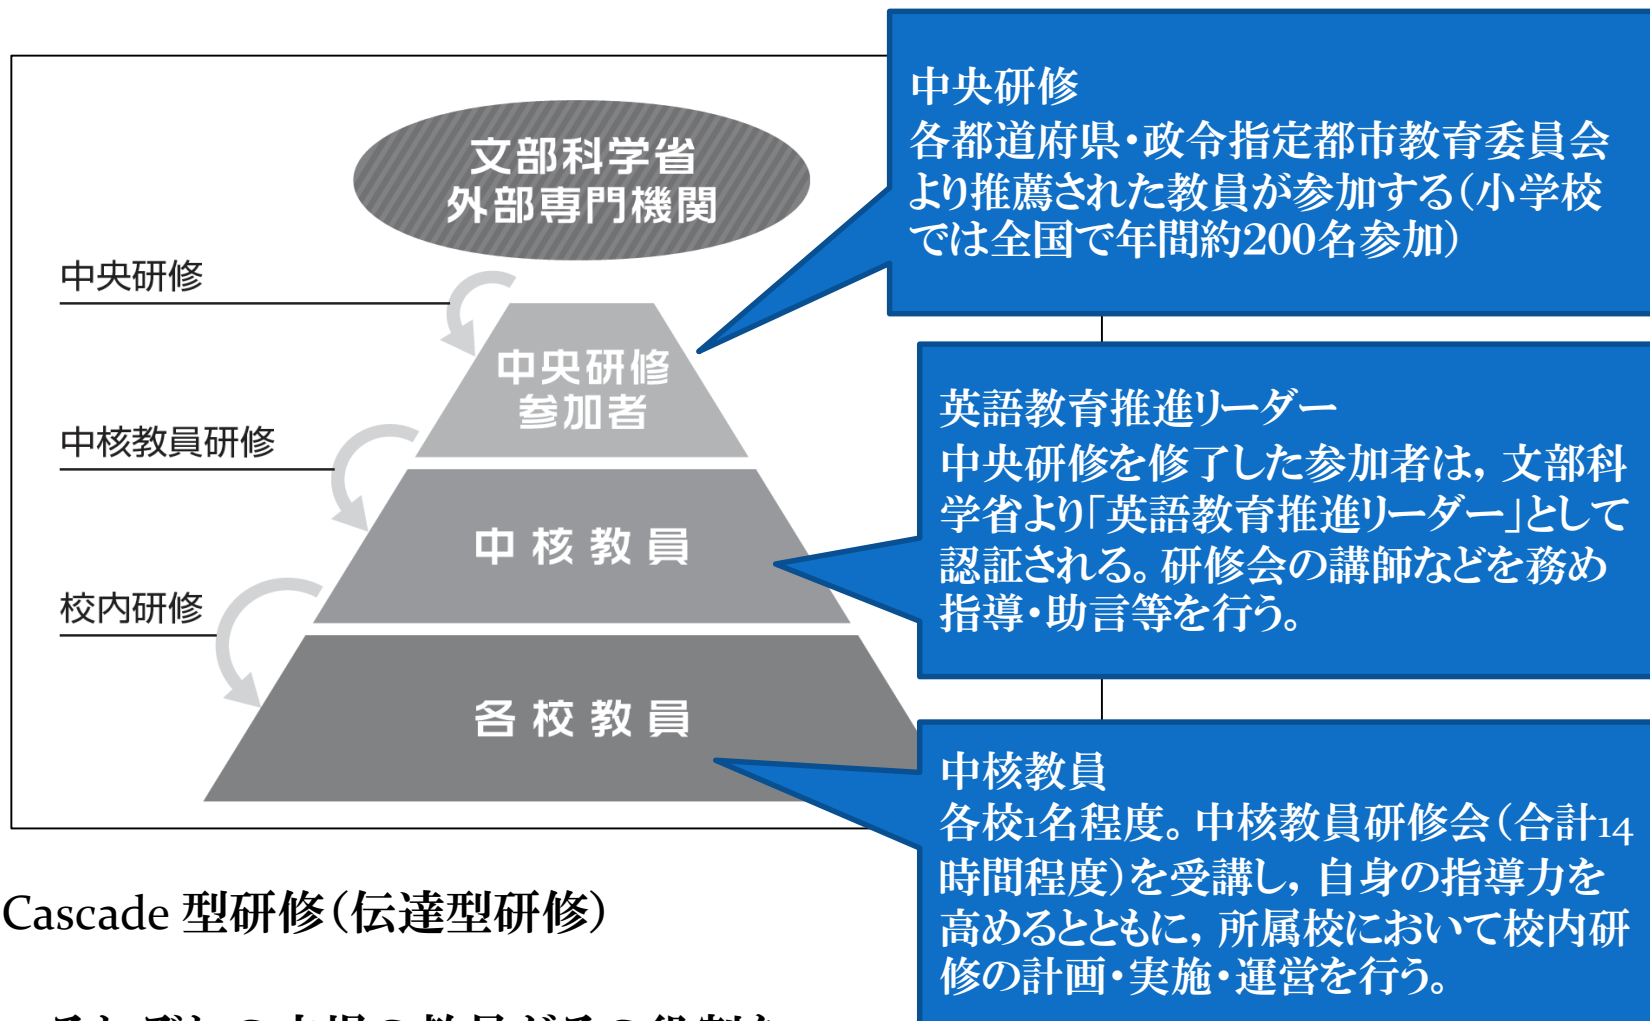 文部科学省
外部専門機関
中央研修
中央研修
参加者
中核教員研修
中核教員
校内研修
各校教員
中央研修
各都道府県・政令指定都市教育委員会
より推薦された教員が参加する(小学校
では全国で年間約200名参加)
英語教育推進リーダー
中央研修を修了した参加者は,文部科
学省より「英語教育推進リーダー」として
認証される。研修会の講師などを務め
指導・助言等を行う。
中核教員
各校1名程度。中核教員研修会(合計14
時間程度)を受講し,自身の指導力を
高めるとともに,所属校において校内研
修の計画・実施・運営を行う。
Cascade 型研修(伝達型研修)